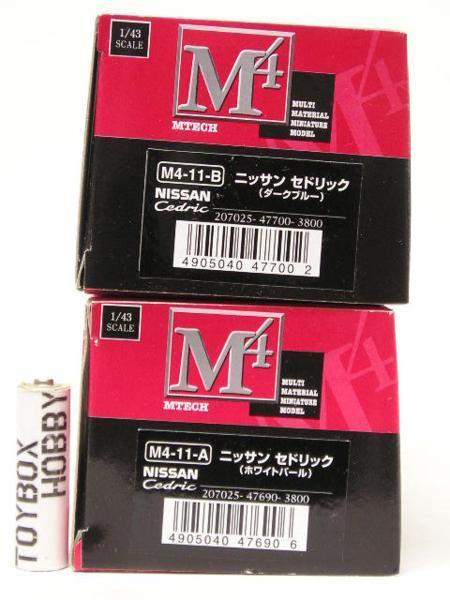 1/43
SCALE
M4
MTECH
MULTI
MATERIAL
MINIATURE
MODEL
M4
M4-11-B ニッサン セドリック
(ダークブルー)
NISSAN
Cedric
207025-47700-3800
4905040 47700 2
1/43
SCALE
M4
MTECH
MULTI
MATERIAL
MINIATURE
MODEL
M4
M4-11-A ニッサン セドリック
(ホワイトパール)
NISSAN
Cedric
207025-47690-3800
4905040 47690 6
TOYBOX
HOBBY